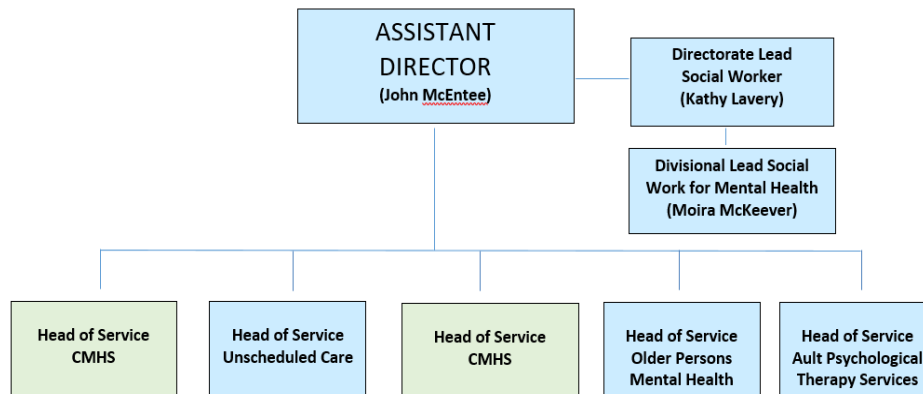 ASSISTANT
DIRECTOR
(John McEntee)
Directorate Lead
Social Worker
(Kathy Lavery)
Divisional Lead Social
Work for Mental Health
(Moira McKeever)
Head of Service
CMHS
Head of Service
Unscheduled Care
Head of Service
CMHS
Head of Service
Older Persons
Mental Health
Head of Service
Ault Psychological
Therapy Services